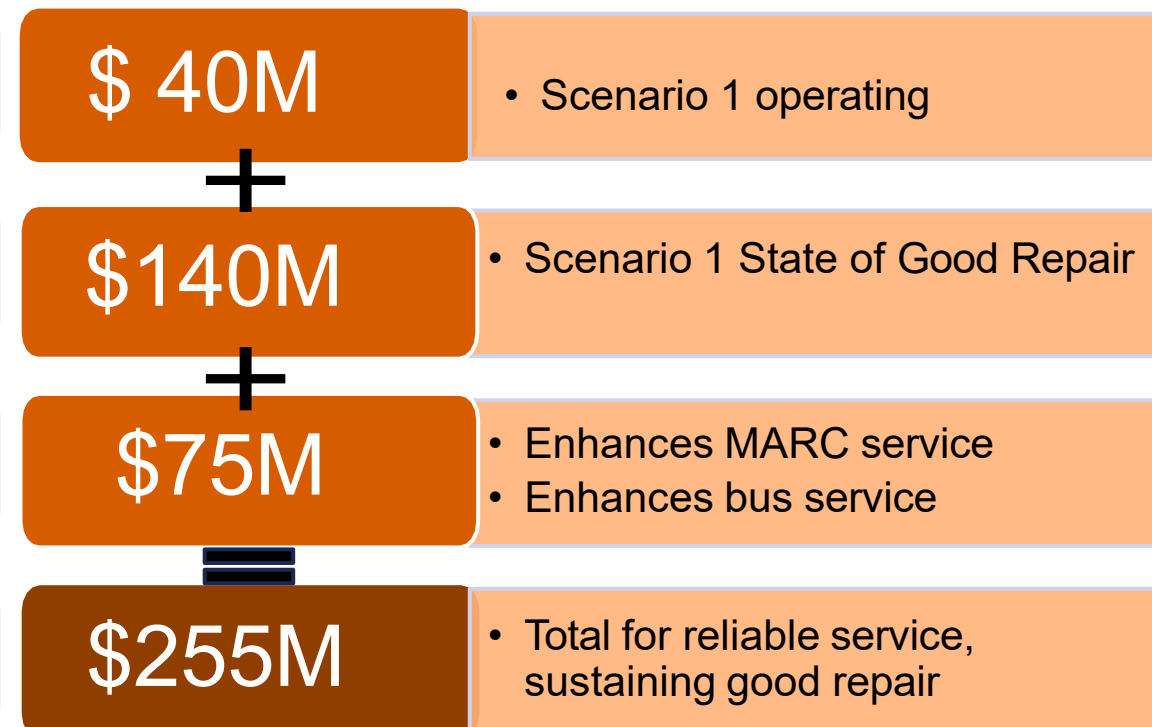 $ 40M
• Scenario 1 operating
+
$140M
• Scenario 1 State of Good Repair
+
$75M
• Enhances MARC service
• Enhances bus service
=
$255M
• Total for reliable service,
sustaining good repair